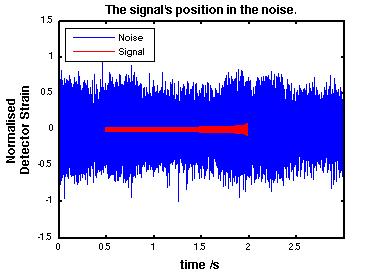 The signal's position in the noise.
1.5
Noise
Signal
1
0.5
0
-0.5
-1
-1.5
Normalised
Detector Strain
0 0.5 1 1.5 2 2.5
time /s